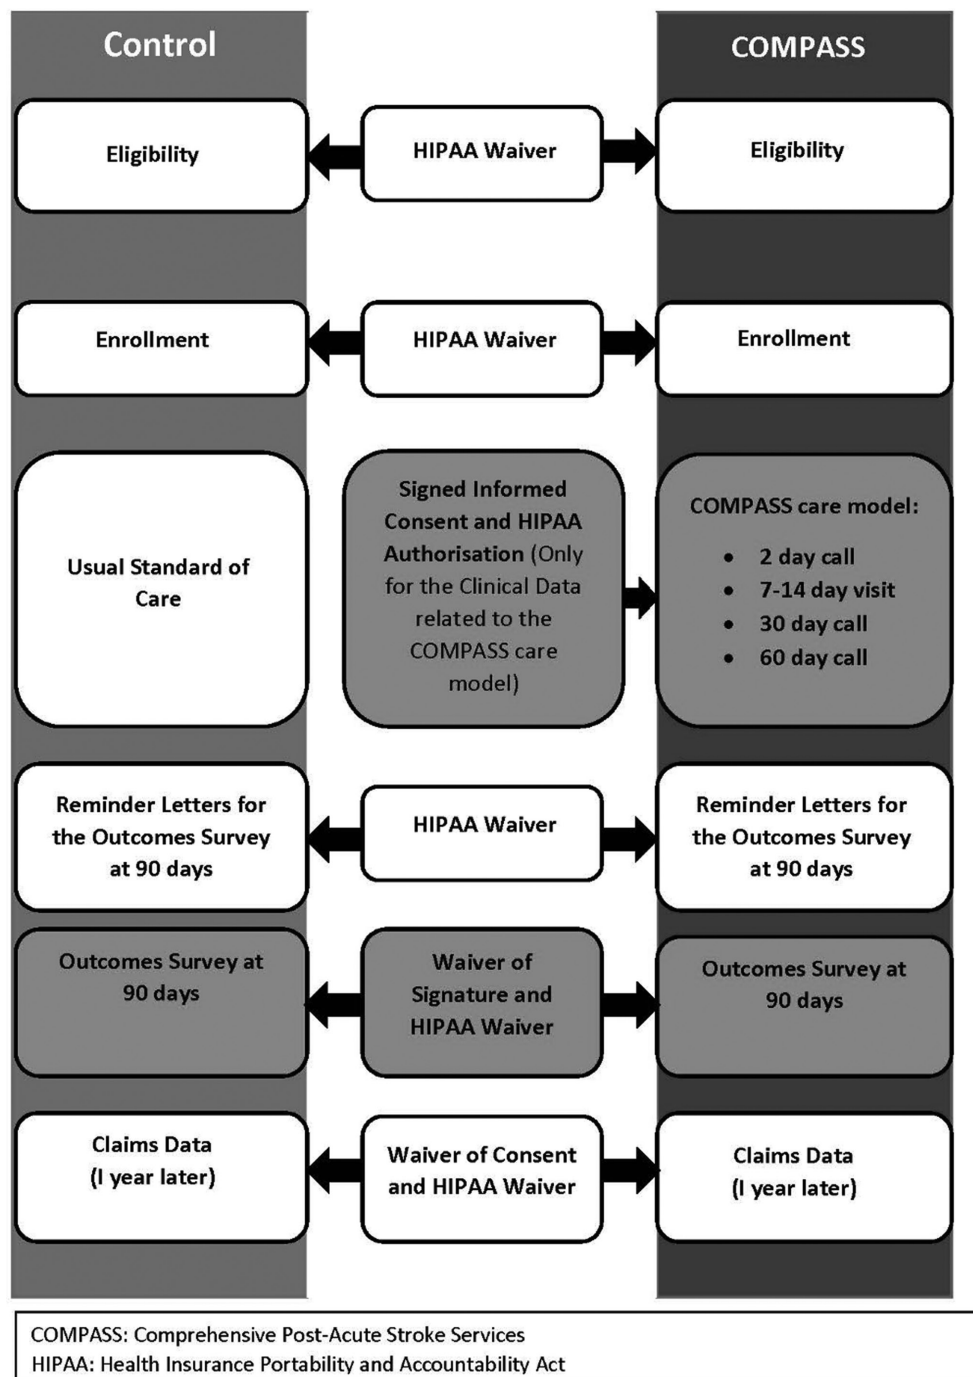 Control
COMPASS
Eligibility
HIPAA Waiver
Eligibility
Enrollment
HIPAA Waiver
Enrollment
Usual Standard of
Care
Signed Informed
Consent and HIPAA
Authorisation (Only
for the Clinical Data
related to the
COMPASS care
model)
COMPASS care model:
• 2 day call
• 7-14 day visit
• 30 day call
• 60 day call
Reminder Letters for
the Outcomes Survey
at 90 days
HIPAA Waiver
Reminder Letters for
the Outcomes Survey
at 90 days
Outcomes Survey at
90 days
Waiver of
Signature and
HIPAA Waiver
Outcomes Survey at
90 days
Claims Data
(I year later)
Waiver of Consent
and HIPAA Waiver
Claims Data
(I year later)
COMPASS: Comprehensive Post-Acute Stroke Services
HIPAA: Health Insurance Portability and Accountability Act